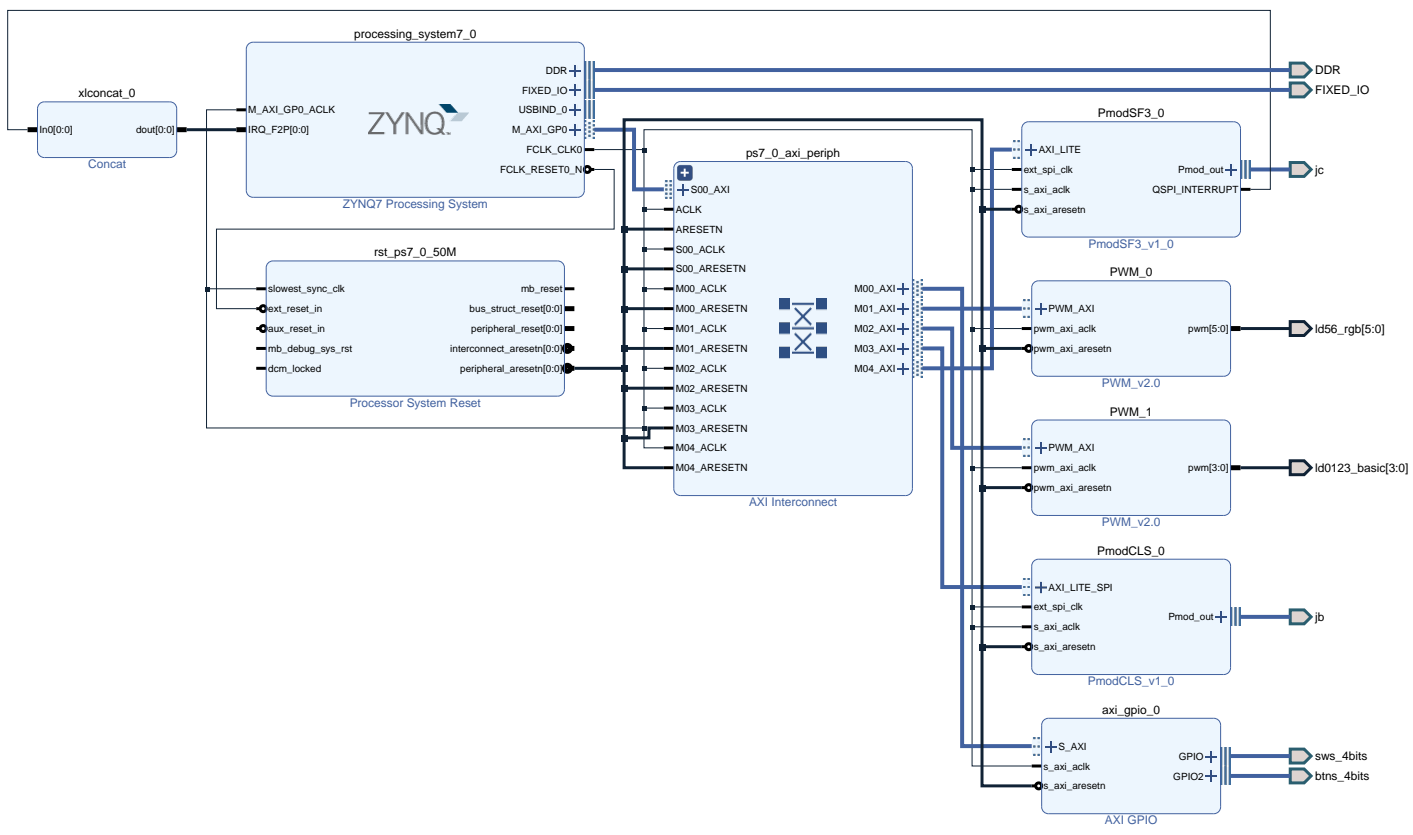 processing_system7_0
DDR
FIXED_IO
USBIND_0
M_AXI_GP0
FCLK_CLK0
FCLK_RESET0_N
M_AXI_GP0_ACLK
IRQ_F2P[0:0]
ZYNQ
ZYNQ7 Processing System
DDR
FIXED_IO
xlconcat_0
In0[0:0]
dout[0:0]
Concat
rst_ps7_0_50M
slowest_sync_clk
ext_reset_in
aux_reset_in
mb_debug_sys_rst
dcm_locked
mb_reset
bus_struct_reset[0:0]
peripheral_reset[0:0]
interconnect_aresetn[0:0]
peripheral_aresetn[0:0]
Processor System Reset
ps7_0_axi_periph
S00_AXI
ACLK
ARESETN
S00_ACLK
S00_ARESETN
M00_ACLK
M00_ARESETN
M01_ACLK
M01_ARESETN
M02_ACLK
M02_ARESETN
M03_ACLK
M03_ARESETN
M04_ACLK
M04_ARESETN
M00_AXI
M01_AXI
M02_AXI
M03_AXI
M04_AXI
AXI Interconnect
PmodSF3_0
AXI_LITE
ext_spi_clk
s_axi_aclk
s_axi_aresetn
Pmod_out
QSPI_INTERRUPT
PmodSF3_v1_0
jc
PWM_0
PWM_AXI
pwm_axi_aclk
pwm_axi_aresetn
pwm[5:0]
PWM_v2.0
ld56_rgb[5:0]
PWM_1
PWM_AXI
pwm_axi_aclk
pwm_axi_aresetn
pwm[3:0]
PWM_v2.0
ld0123_basic[3:0]
PmodCLS_0
AXI_LITE_SPI
ext_spi_clk
s_axi_aclk
s_axi_aresetn
Pmod_out
PmodCLS_v1_0
jb
axi_gpio_0
S_AXI
s_axi_aclk
s_axi_aresetn
GPIO
GPIO2
AXI GPIO
sws_4bits
btns_4bits